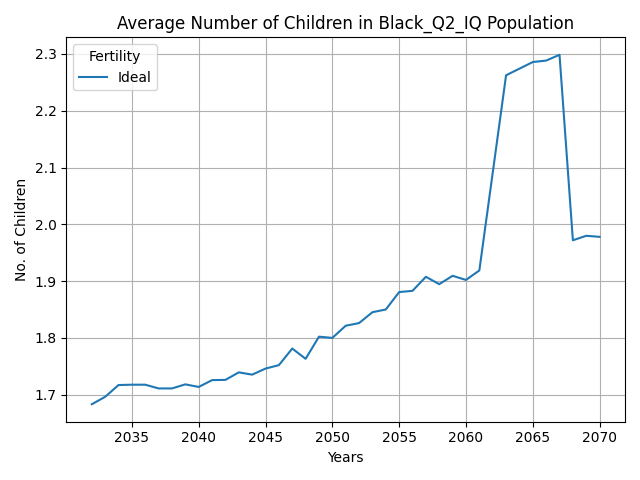 Average Number of Children in Black_Q2_IQ Population
Fertility
Ideal
No. of Children
2.3
2.2
2.1
2.0
1.9
1.8
1.7
2035 2040 2045 2050 2055 2060 2065 2070
Years